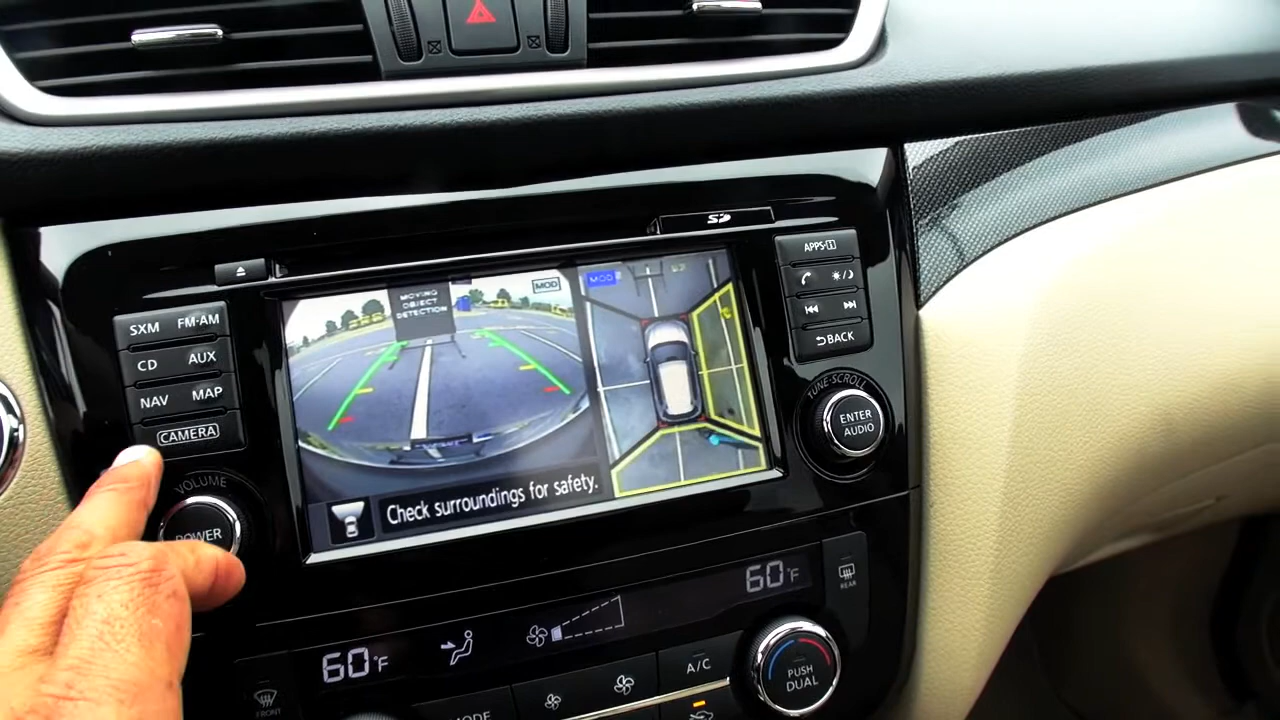 SD
APPS·i
SXM FM·AM
CD AUX
NAV MAP
CAMERA
VOLUME
POWER
MOVING
OBJECT
DETECTION
MOD
MOD
Check surroundings for safety.
BACK
TUNE·SCROLL
ENTER
AUDIO
60°F
60°F
REAR
FRONT
MODE
A/C
PUSH
DUAL